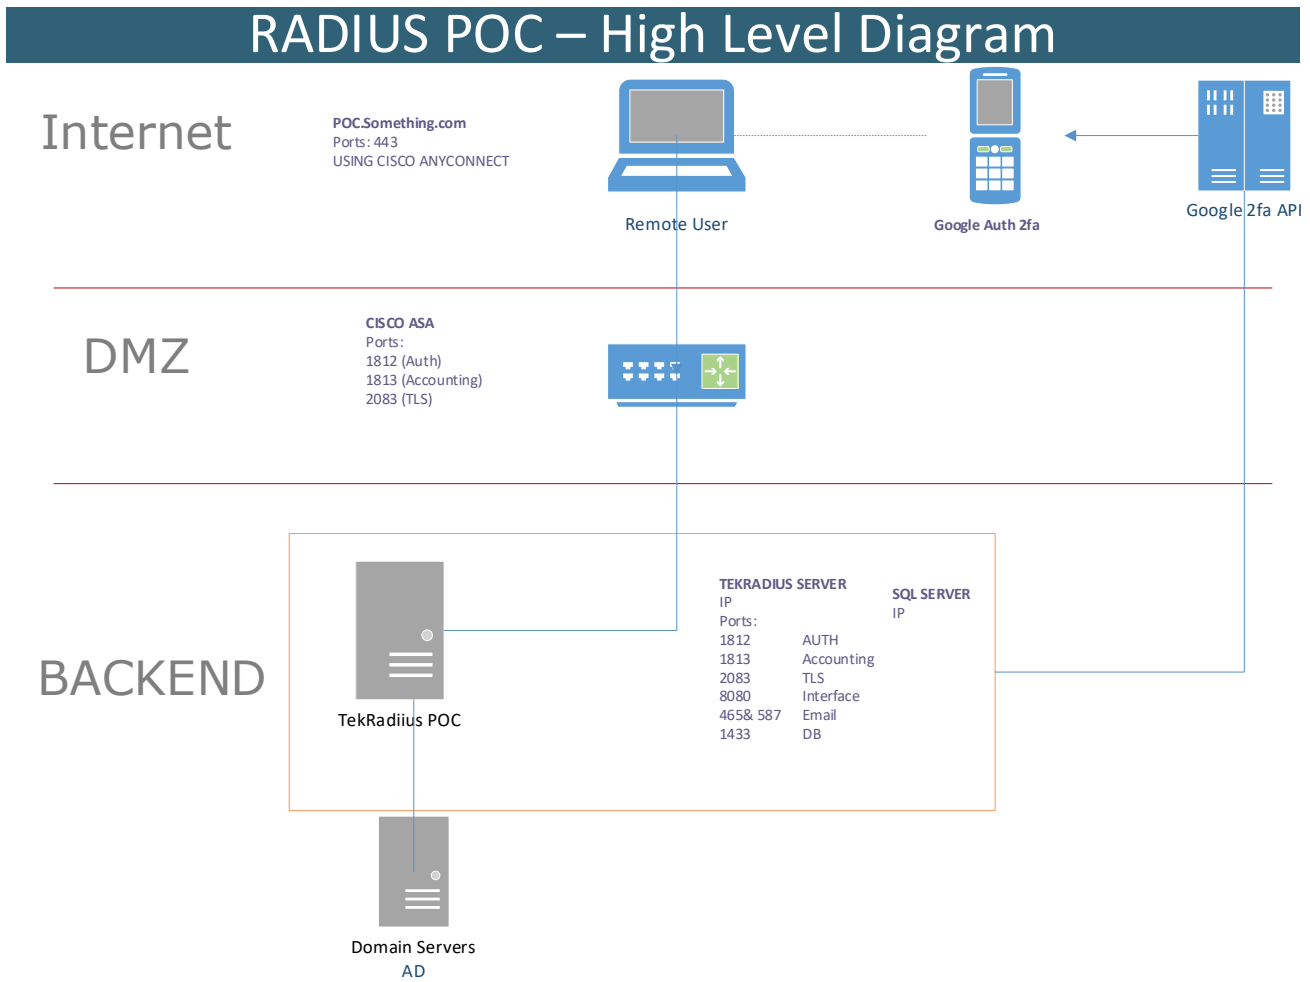 RADIUS POC – High Level Diagram
Internet
POC.Something.com
Ports: 443
USING CISCO ANYCONNECT
Remote User
Google Auth 2fa
Google 2fa API
DMZ
CISCO ASA
Ports:
1812 (Auth)
1813 (Accounting)
2083 (TLS)
BACKEND
TekRadiius POC
TEKRADIUS SERVER
IP
Ports:
1812 AUTH
1813 Accounting
2083 TLS
8080 Interface
465& 587 Email
1433 DB
SQL SERVER
IP
Domain Servers
AD